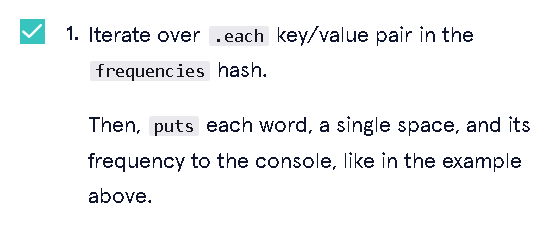 1. Iterate over .each key/value pair in the
frequencies hash.
Then, puts each word, a single space, and its
frequency to the console, like in the example
above.